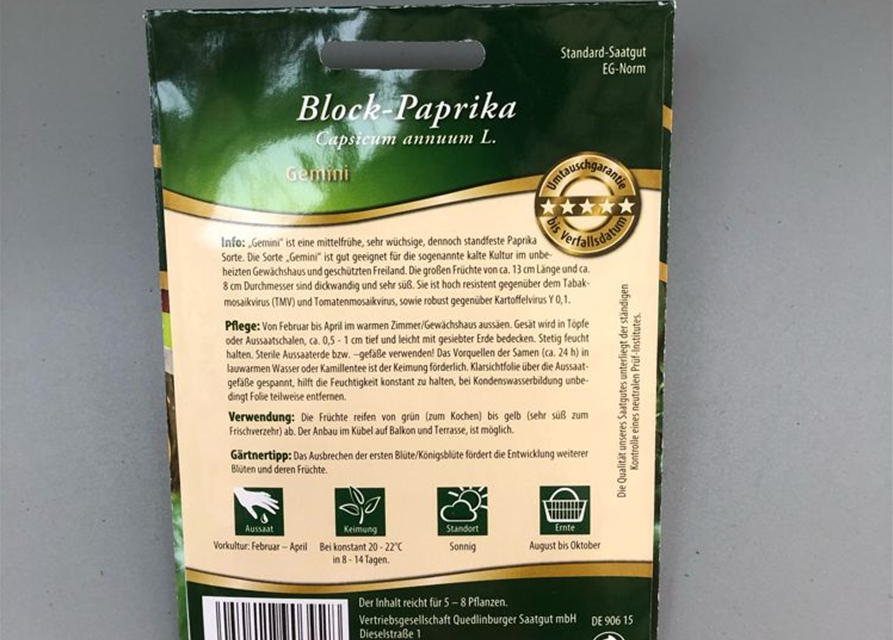 Standard-Saatgut
EG-Norm
Block-Paprika
Capsicum annuum L.
Gemini
Umtauschgarantie
bis Verfallsdatum
Info: „Gemini“ ist eine mittelfrühe, sehr wüchsige, dennoch standfeste Paprika
Sorte. Die Sorte „Gemini“ ist gut geeignet für die sogenannte kalte Kultur im unbe-
heizten Gewächshaus und geschützten Freiland. Die großen Früchte von ca. 13 cm Länge und ca.
8 cm Durchmesser sind dickwandig und sehr süß. Sie ist hoch resistent gegenüber dem Tabak-
mosaikvirus (TMV) und Tomatenmosaikvirus, sowie robust gegenüber Kartoffelvirus Y 0,1.
Pflege: Von Februar bis April im warmen Zimmer/Gewächshaus aussäen. Gesät wird in Töpfe
oder Aussaatschalen, ca. 0,5 - 1 cm tief und leicht mit gesiebter Erde bedecken. Stetig feucht
halten. Sterile Aussaaterde bzw. –gefäße verwenden! Das Vorquellen der Samen (ca. 24 h) in
lauwarmen Wasser oder Kamillentee ist der Keimung förderlich. Klarsichtfolie über die Aussaat-
gefäße gespannt, hilft die Feuchtigkeit konstant zu halten, bei Kondenswasserbildung unbe-
dingt Folie teilweise entfernen.
Verwendung: Die Früchte reifen von grün (zum Kochen) bis gelb (sehr süß zum
Frischverzehr) ab. Der Anbau im Kübel auf Balkon und Terrasse, ist möglich.
Gärtnertipp: Das Ausbrechen der ersten Blüte/Königsblüte fördert die Entwicklung weiterer
Blüten und deren Früchte.
Die Qualität unseres Saatgutes unterliegt der ständigen
Kontrolle eines neutralen Prüf-Institutes.
Aussaat
Keimung
Standort
Ernte
Vorkultur: Februar – April
Bei konstant 20 - 22°C
in 8 - 14 Tagen.
Sonnig
August bis Oktober
Der Inhalt reicht für 5 – 8 Pflanzen.
Vertriebsgesellschaft Quedlinburger Saatgut mbH
DE 906 15
Dieselstraße 1